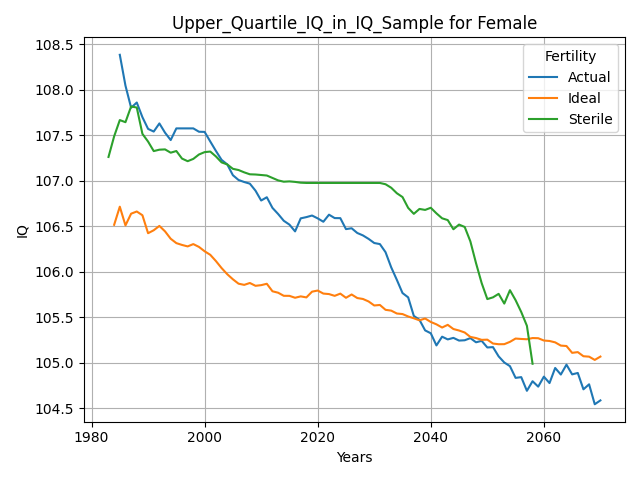 Upper_Quartile_IQ_in_IQ_Sample for Female
Fertility
Actual
Ideal
Sterile
IQ
108.5
108.0
107.5
107.0
106.5
106.0
105.5
105.0
104.5
1980
2000
2020
2040
2060
Years